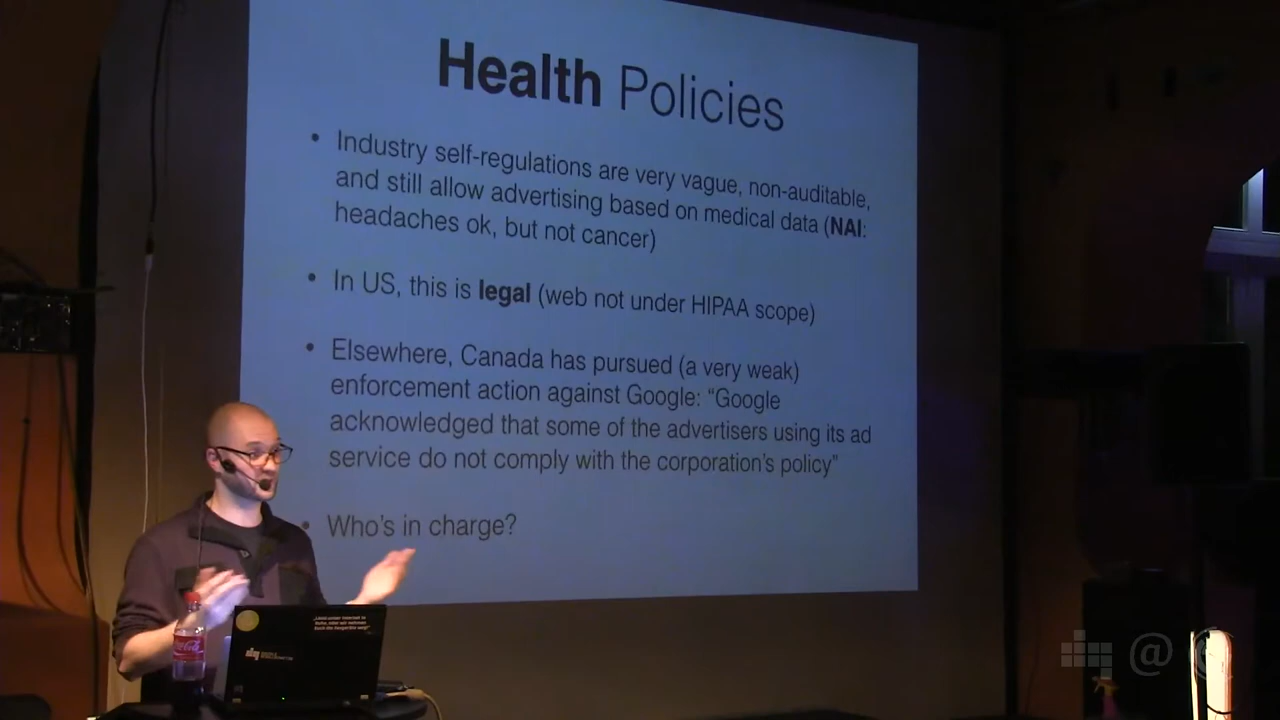 Health Policies
• Industry self-regulations are very vague, non-auditable,
and still allow advertising based on medical data (NAI:
headaches ok, but not cancer)
• In US, this is legal (web not under HIPAA scope)
• Elsewhere, Canada has pursued (a very weak)
enforcement action against Google: “Google
acknowledged that some of the advertisers using its ad
service do not comply with the corporation’s policy”
• Who’s in charge?
@